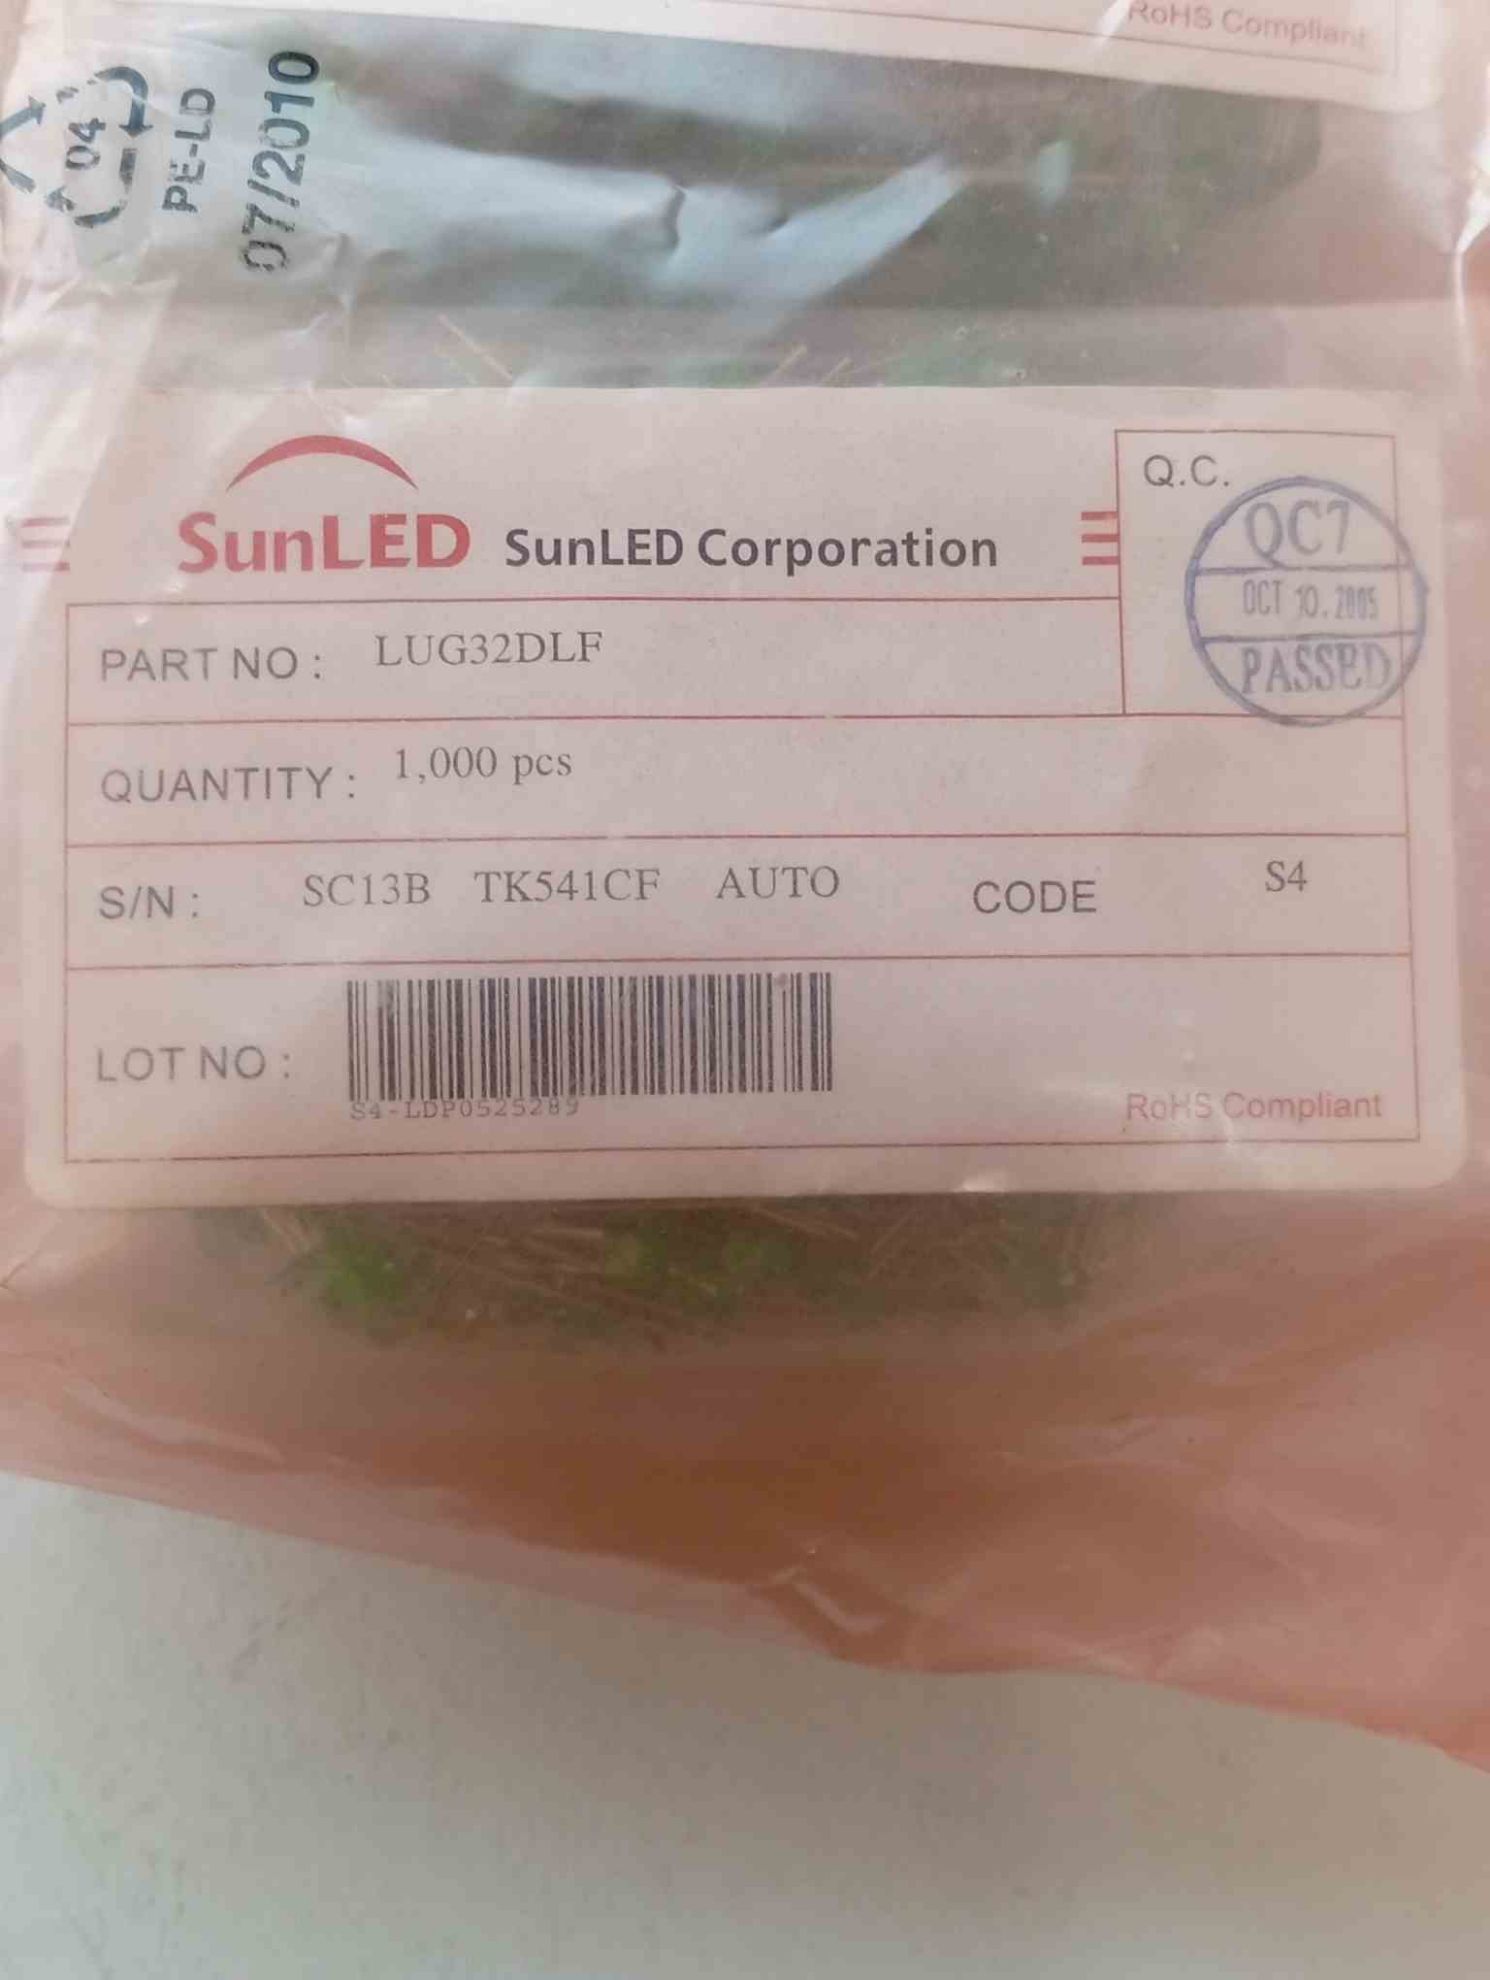 RoHS Compliant
04
PE-LD
07/2010
SunLED SunLED Corporation
Q.C.
QC7
OCT 10.2005
PASSED
PART NO : LUG32DLF
QUANTITY : 1,000 pcs
S/N : SC13B TK541CF AUTO CODE S4
LOT NO :
S4-LDP0525289
RoHS Compliant